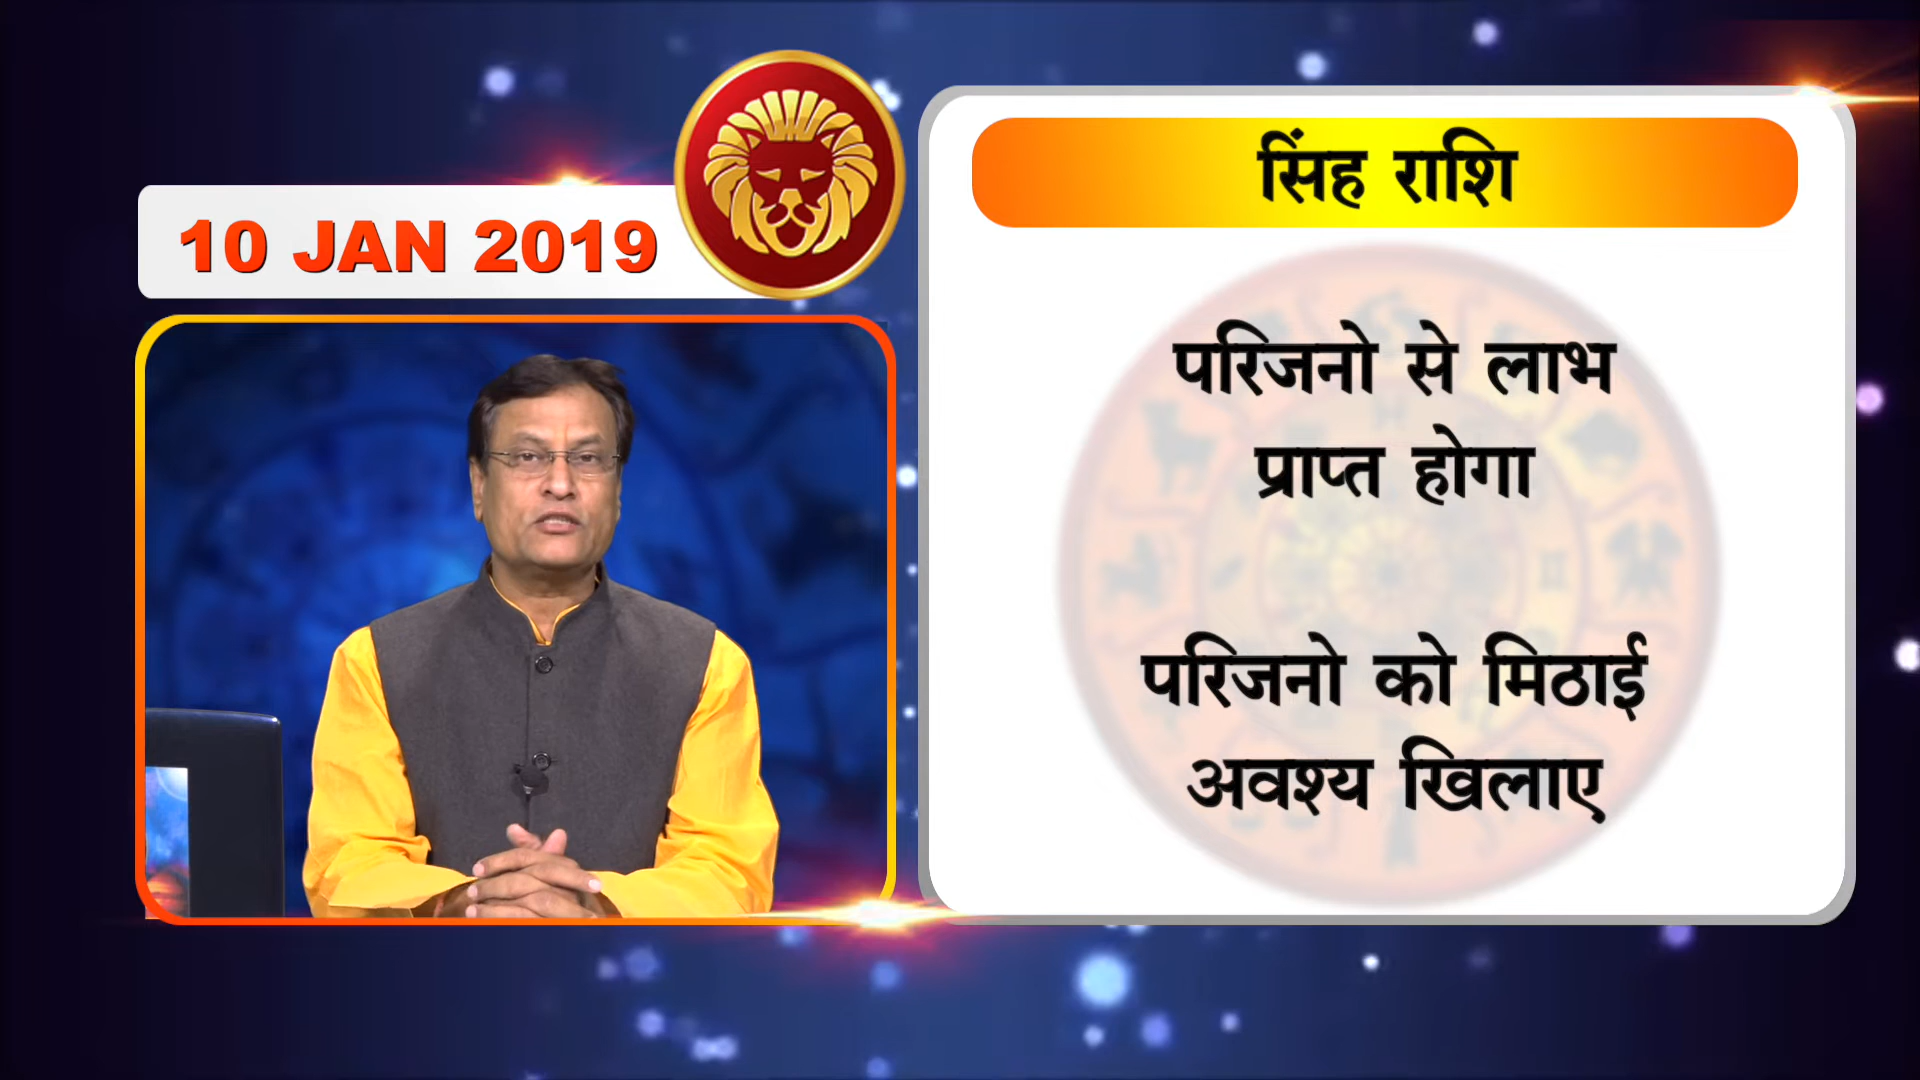 10 JAN 2019
सिंह राशि
परिजनो से लाभ
प्राप्त होगा
परिजनो को मिठाई
अवश्य खिलाए